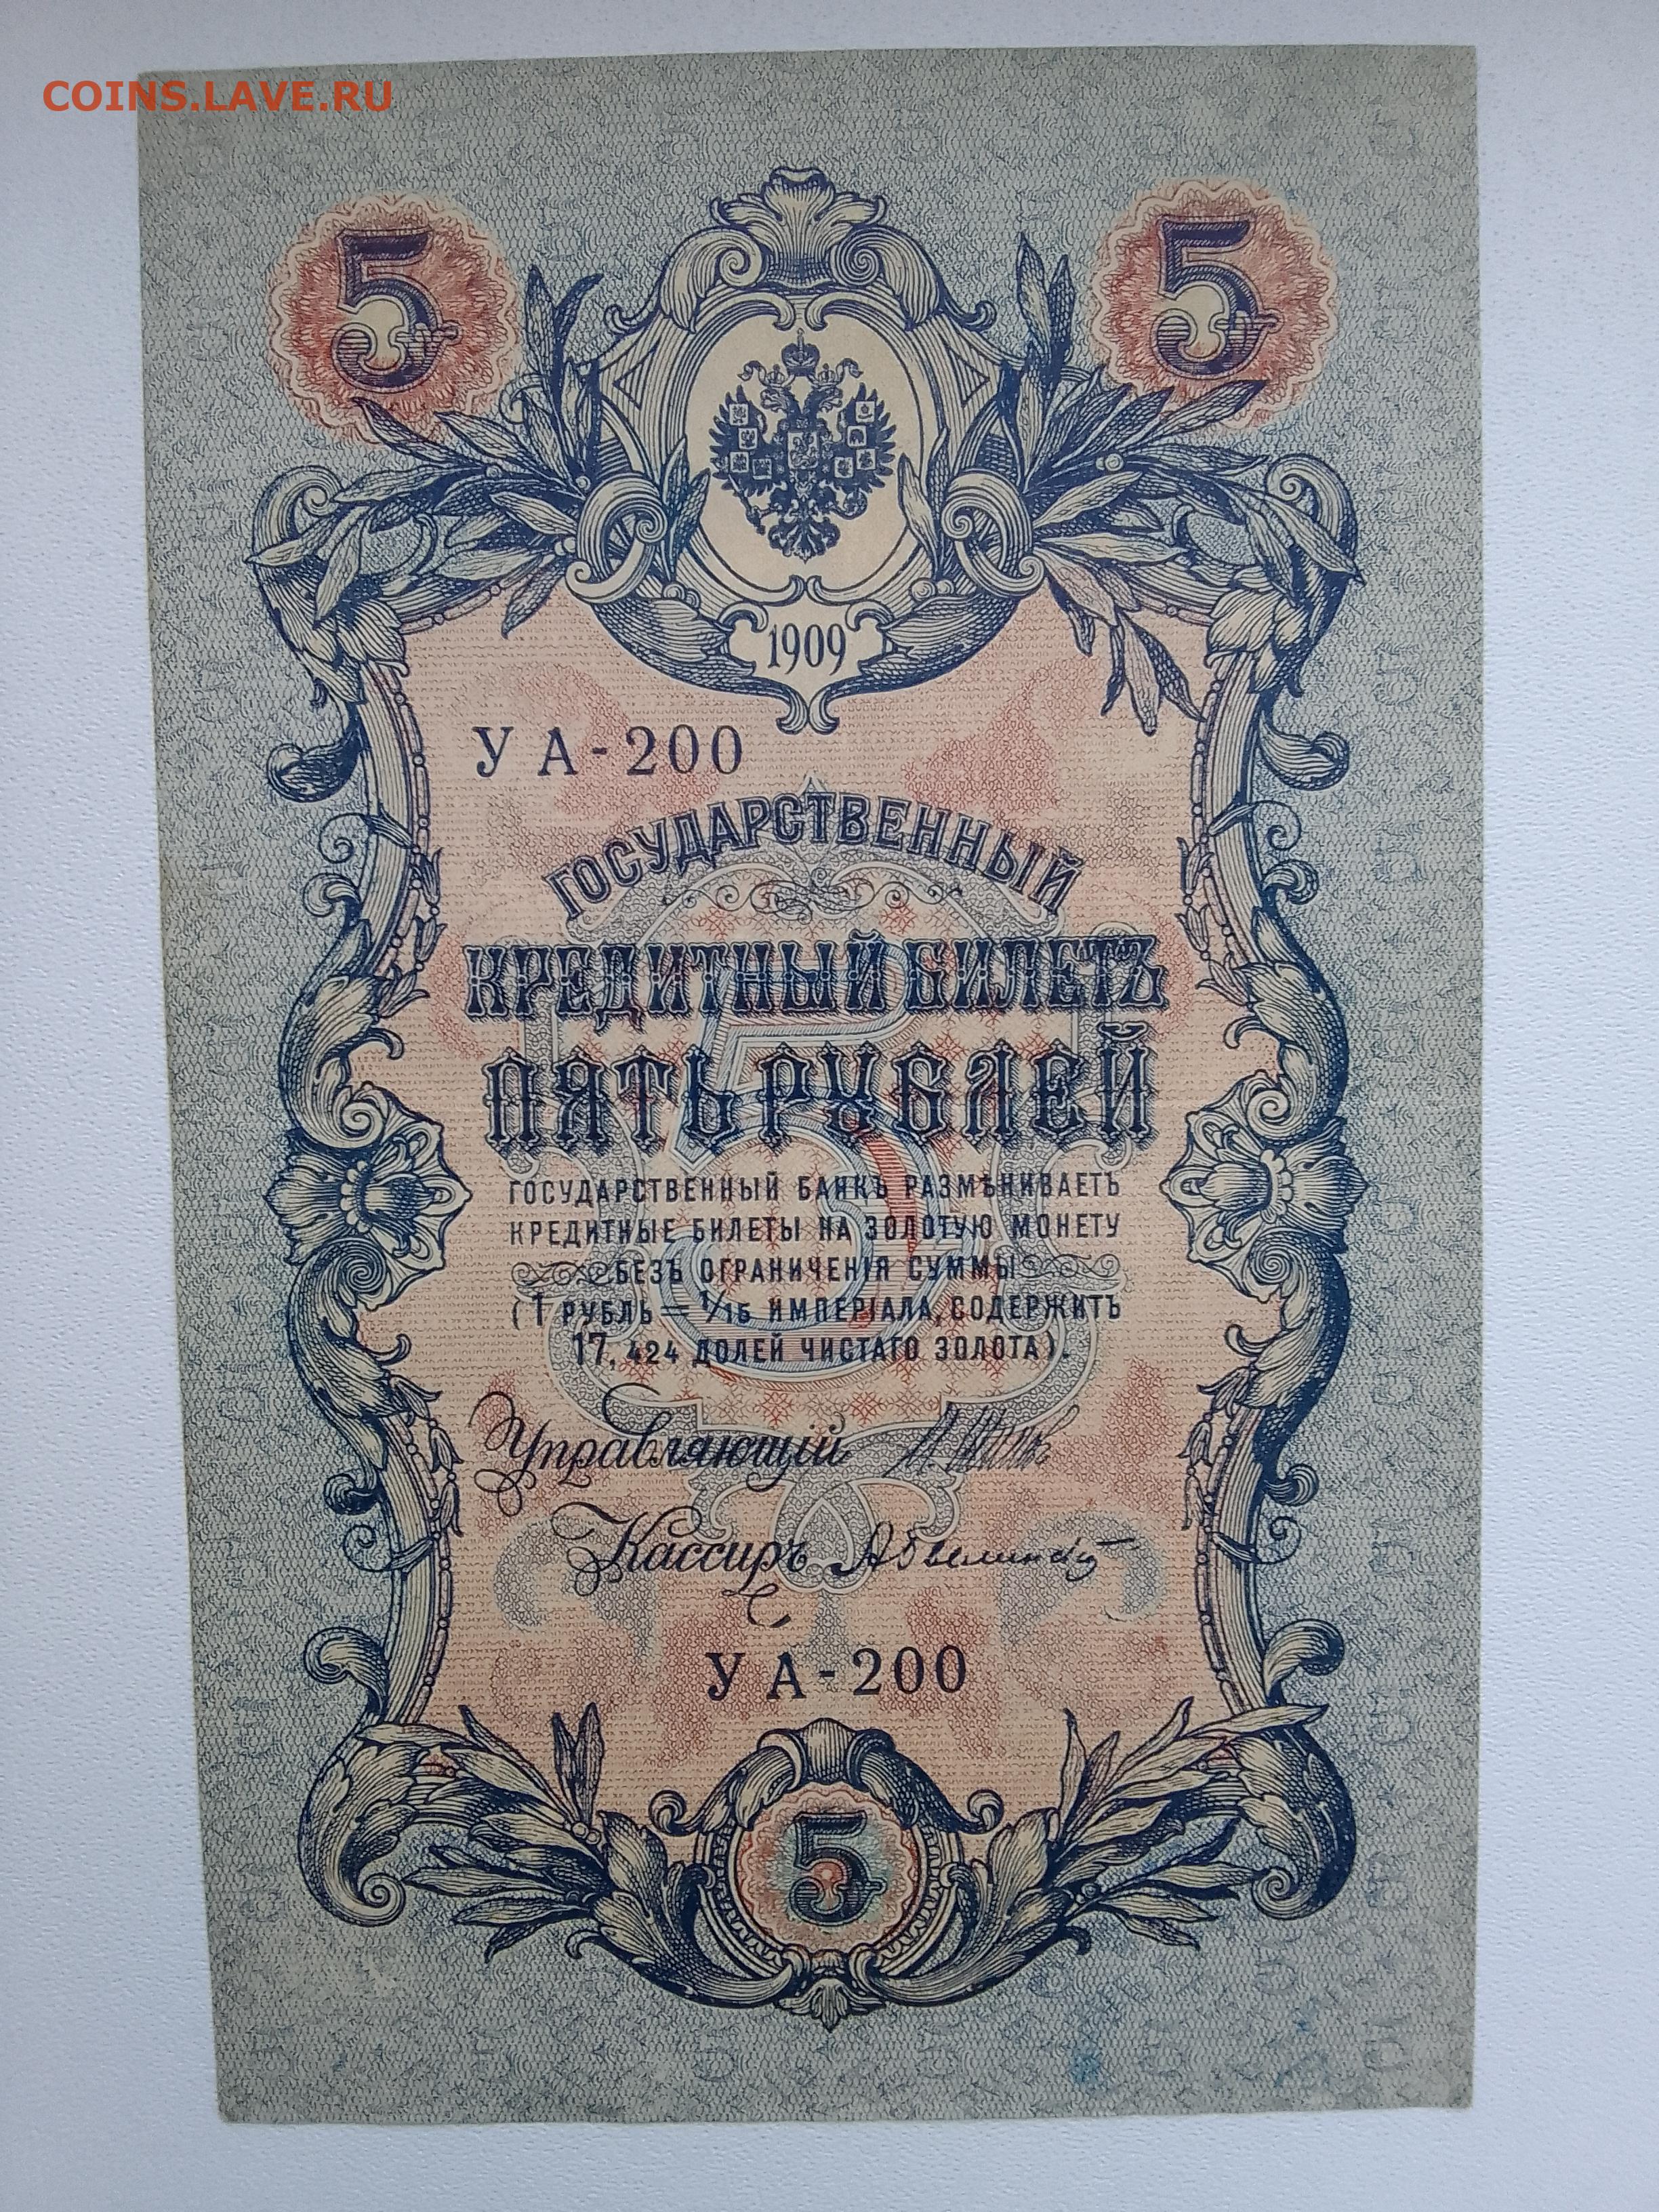 COINS.LAVE.RU
5 5
1909
УА-200
ГОСУДАРСТВЕННЫЙ
КРЕДИТНЫЙ БИЛЕТЪ
ПЯТЬ РУБЛЕЙ
5
ГОСУДАРСТВЕННЫЙ БАНКЪ РАЗМѢНИВАЕТЪ
КРЕДИТНЫЕ БИЛЕТЫ НА ЗОЛОТУЮ МОНЕТУ
БЕЗЪ ОГРАНИЧЕНІЯ СУММЫ
(1 РУБЛЬ = 1/15 ИМПЕРІАЛА, СОДЕРЖИТЪ
17,424 ДОЛЕЙ ЧИСТАГО ЗОЛОТА).
Управляющій
Кассиръ
УА-200
5